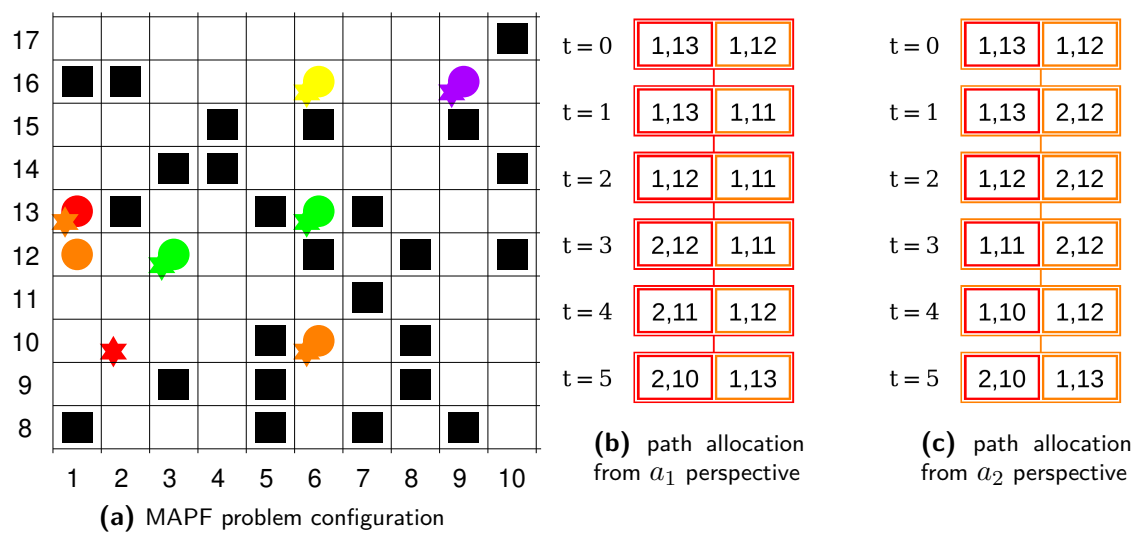 17
16
15
14
13
12
11
10
9
8
1 2 3 4 5 6 7 8 9 10
(a) MAPF problem configuration
t = 0 1,13 1,12
t = 1 1,13 1,11
t = 2 1,12 1,11
t = 3 2,12 1,11
t = 4 2,11 1,12
t = 5 2,10 1,13
(b) path allocation
from a₁ perspective
t = 0 1,13 1,12
t = 1 1,13 2,12
t = 2 1,12 2,12
t = 3 1,11 2,12
t = 4 1,10 1,12
t = 5 2,10 1,13
(c) path allocation
from a₂ perspective